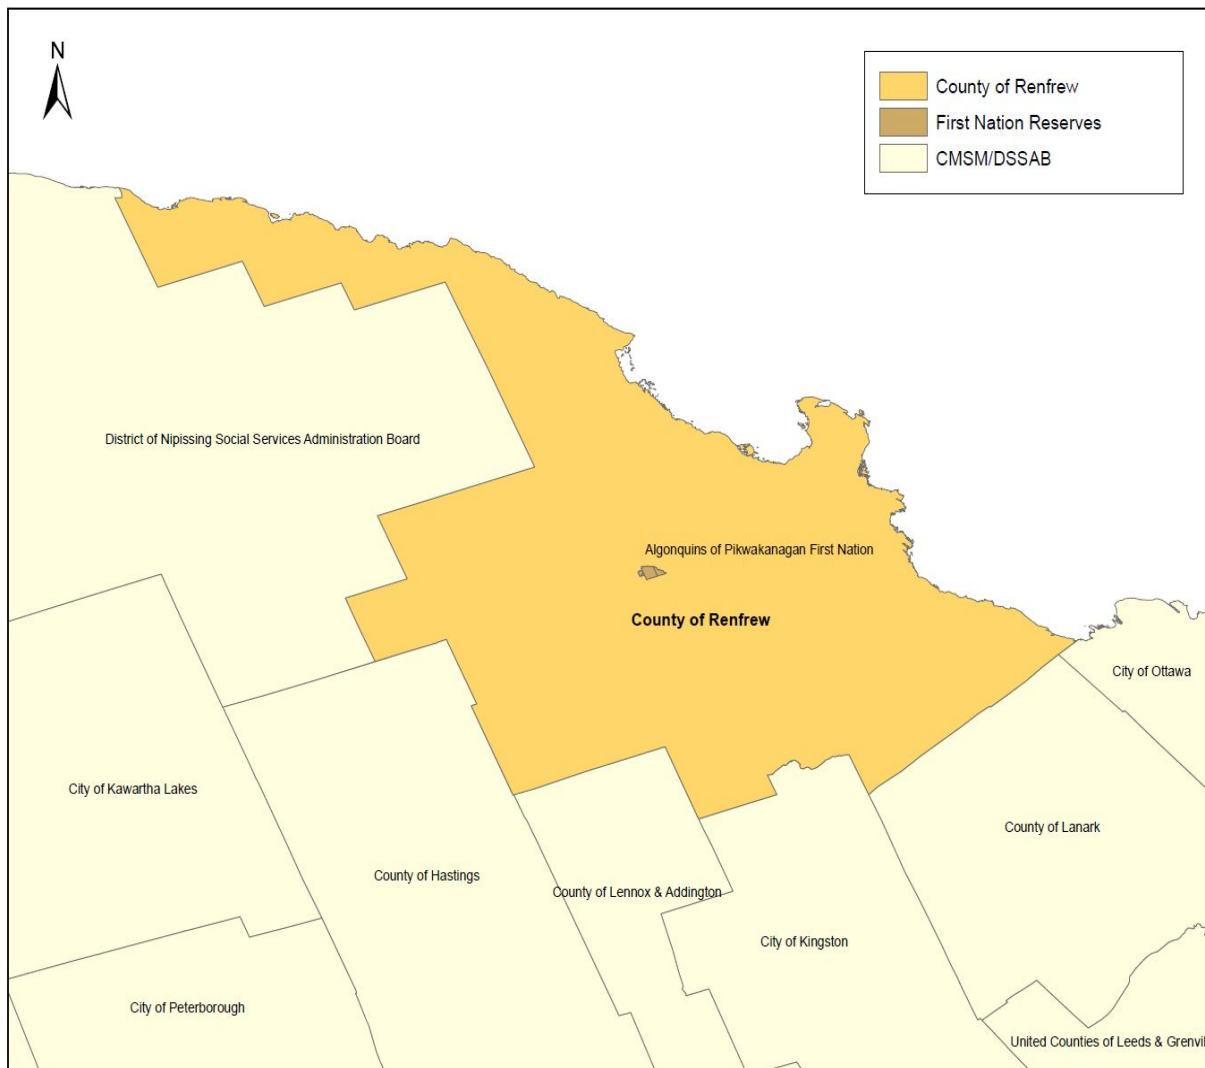 N
County of Renfrew
First Nation Reserves
CMSM/DSSAB
District of Nipissing Social Services Administration Board
Algonquins of Pikwakanagan First Nation
County of Renfrew
City of Ottawa
City of Kawartha Lakes
County of Lanark
County of Hastings
County of Lennox & Addington
City of Kingston
City of Peterborough
United Counties of Leeds & Grenvil